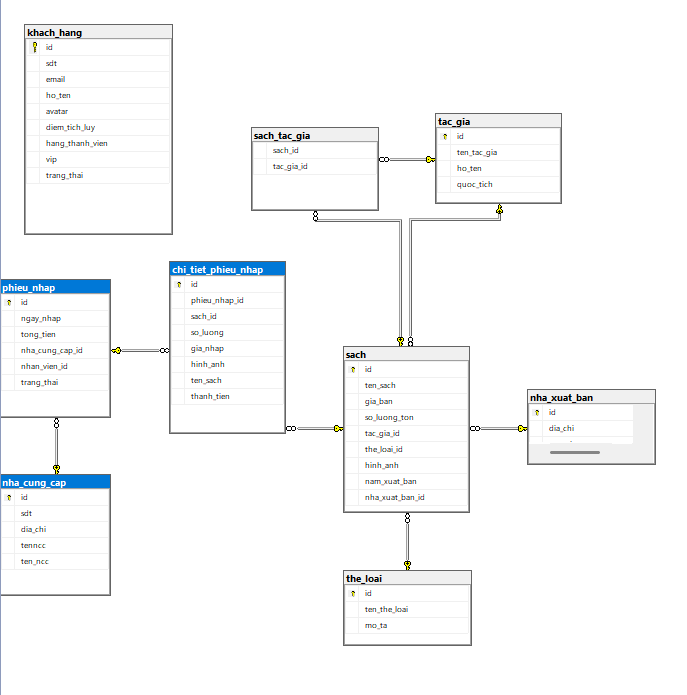 khach_hang
id
sdt
email
ho_ten
avatar
diem_tich_luy
hang_thanh_vien
vip
trang_thai
sach_tac_gia
sach_id
tac_gia_id
tac_gia
id
ten_tac_gia
ho_ten
quoc_tich
phieu_nhap
id
ngay_nhap
tong_tien
nha_cung_cap_id
nhan_vien_id
trang_thai
chi_tiet_phieu_nhap
id
phieu_nhap_id
sach_id
so_luong
gia_nhap
hinh_anh
ten_sach
thanh_tien
sach
id
ten_sach
gia_ban
so_luong_ton
tac_gia_id
the_loai_id
hinh_anh
nam_xuat_ban
nha_xuat_ban_id
nha_xuat_ban
id
dia_chi
nha_cung_cap
id
sdt
dia_chi
tenncc
ten_ncc
the_loai
id
ten_the_loai
mo_ta